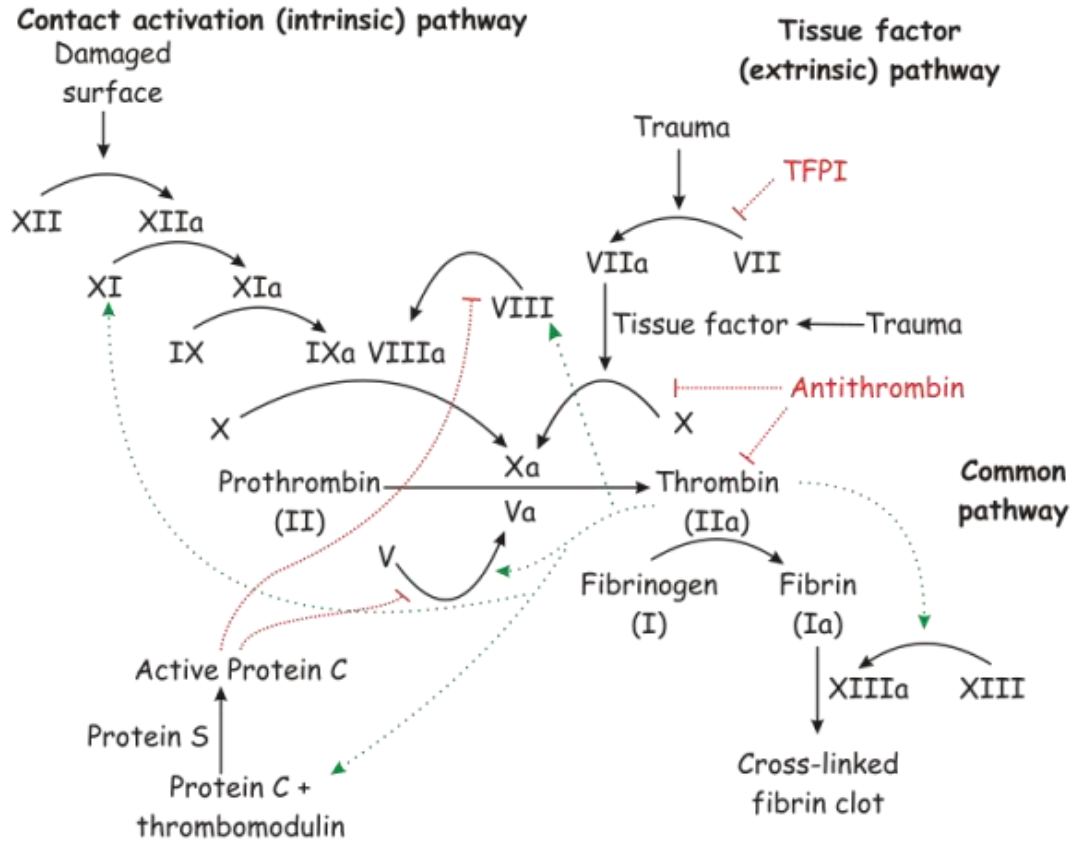 Contact activation (intrinsic) pathway
Damaged
surface
Tissue factor
(extrinsic) pathway
Trauma
TFPI
XII
XIIa
VIIa
VII
XI
XIa
VIII
Tissue factor
Trauma
IX
IXa
VIIIa
Antithrombin
X
X
Xa
Prothrombin
(II)
Thrombin
(IIa)
Common
pathway
Va
V
Fibrinogen
(I)
Fibrin
(Ia)
Active Protein C
XIIIa
XIII
Protein S
Cross-linked
fibrin clot
Protein C +
thrombomodulin